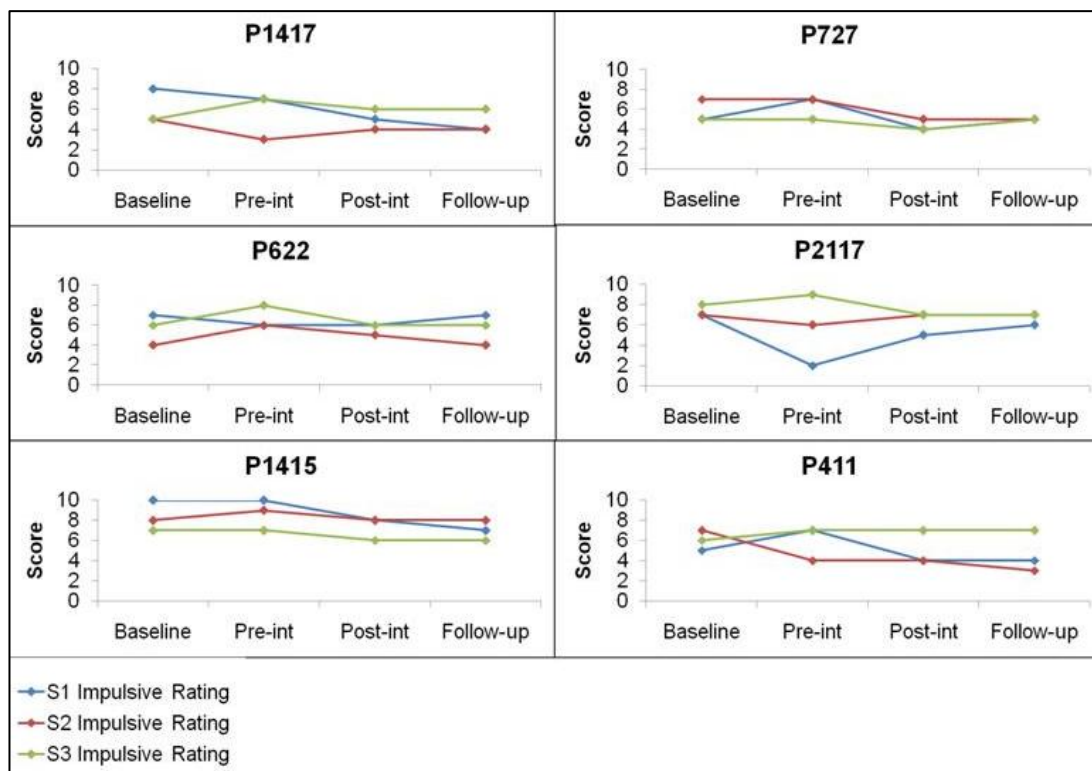 P1417
10
8
6
4
2
0
Score
Baseline Pre-int Post-int Follow-up
P727
10
8
6
4
2
0
Score
Baseline Pre-int Post-int Follow-up
P622
10
8
6
4
2
0
Score
Baseline Pre-int Post-int Follow-up
P2117
10
8
6
4
2
0
Score
Baseline Pre-int Post-int Follow-up
P1415
10
8
6
4
2
0
Score
Baseline Pre-int Post-int Follow-up
P411
10
8
6
4
2
0
Score
Baseline Pre-int Post-int Follow-up
S1 Impulsive Rating
S2 Impulsive Rating
S3 Impulsive Rating